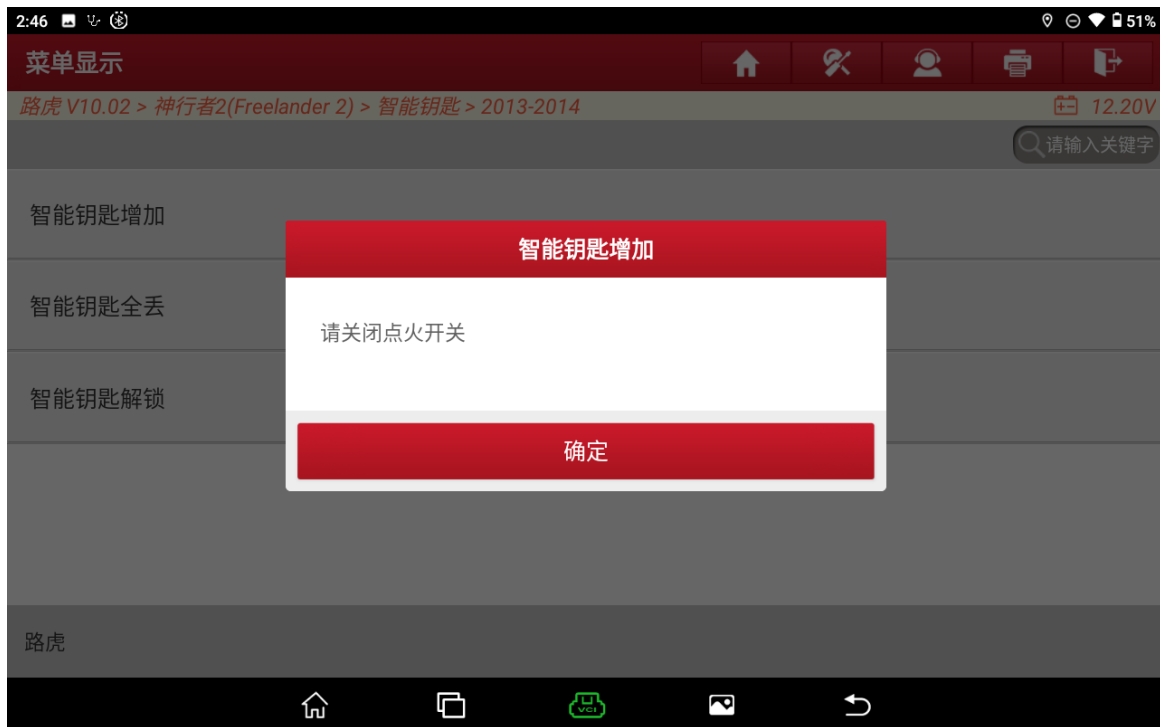 2:46
51%
菜单显示
路虎 V10.02 > 神行者2(Freelander 2) > 智能钥匙 > 2013-2014
12.20V
请输入关键字
智能钥匙增加
智能钥匙增加
智能钥匙全丢
请关闭点火开关
智能钥匙解锁
确定
路虎
VCI